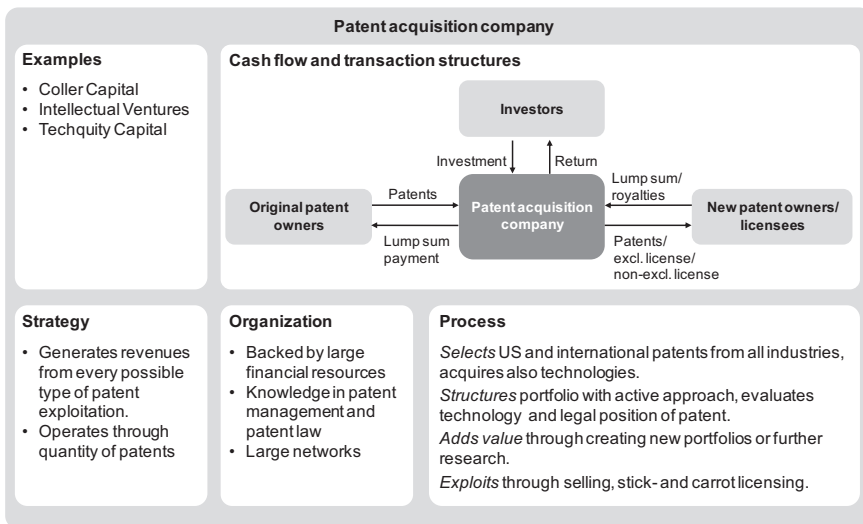 Patent acquisition company
Examples
• Coller Capital
• Intellectual Ventures
• Techquity Capital
Cash flow and transaction structures
Investors
Investment
Return
Original patent
owners
Patents
Lump sum
payment
Patent acquisition
company
Lump sum/
royalties
Patents/
excl. license/
non-excl. license
New patent owners/
licensees
Strategy
• Generates revenues
from every possible
type of patent
exploitation.
• Operates through
quantity of patents
Organization
• Backed by large
financial resources
• Knowledge in patent
management and
patent law
• Large networks
Process
Selects US and international patents from all industries,
acquires also technologies.
Structures portfolio with active approach, evaluates
technology and legal position of patent.
Adds value through creating new portfolios or further
research.
Exploits through selling, stick- and carrot licensing.